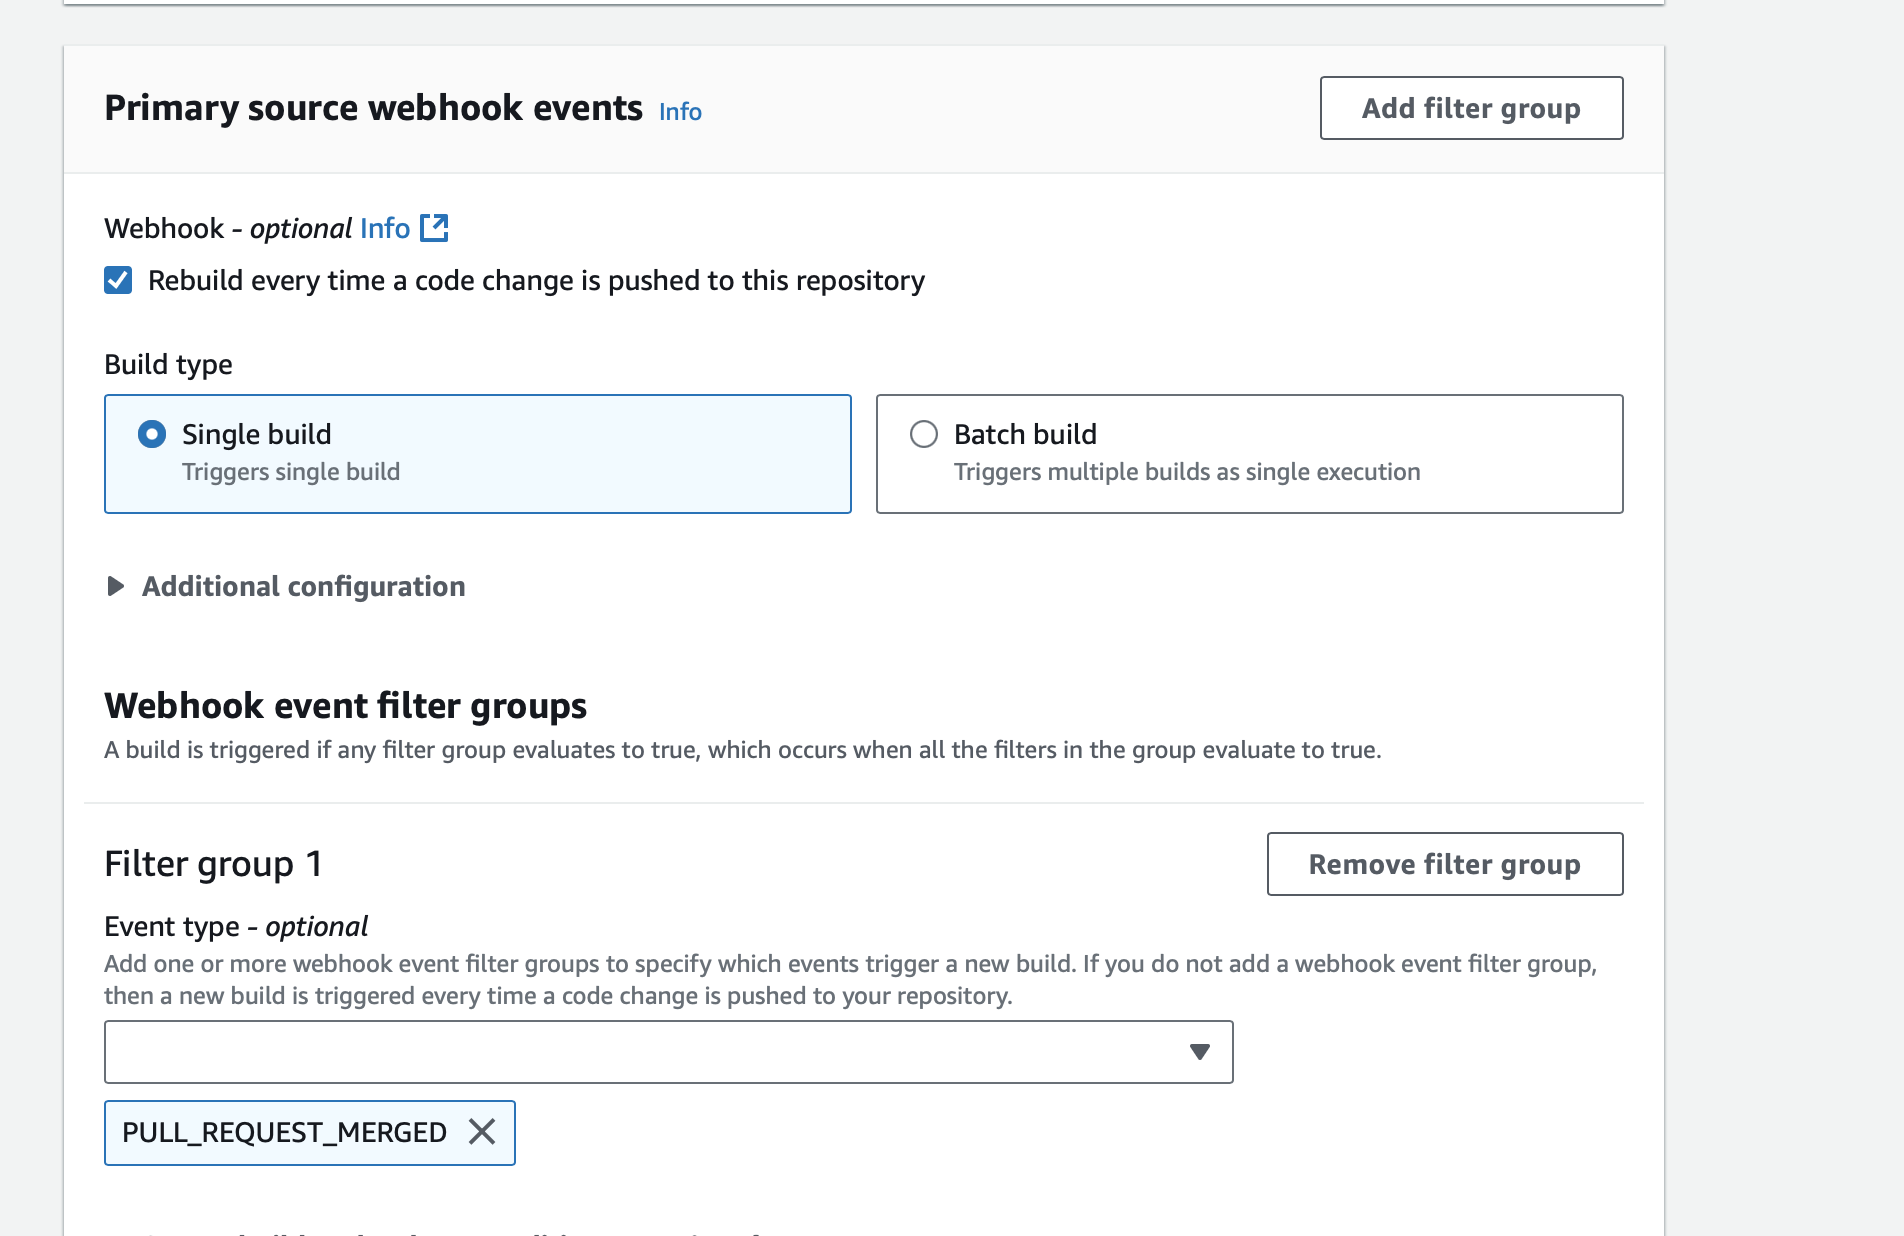 Primary source webhook events Info
Add filter group
Webhook - optional Info
Rebuild every time a code change is pushed to this repository
Build type
Single build
Triggers single build
Batch build
Triggers multiple builds as single execution
Additional configuration
Webhook event filter groups
A build is triggered if any filter group evaluates to true, which occurs when all the filters in the group evaluate to true.
Filter group 1
Remove filter group
Event type - optional
Add one or more webhook event filter groups to specify which events trigger a new build. If you do not add a webhook event filter group,
then a new build is triggered every time a code change is pushed to your repository.
PULL_REQUEST_MERGED